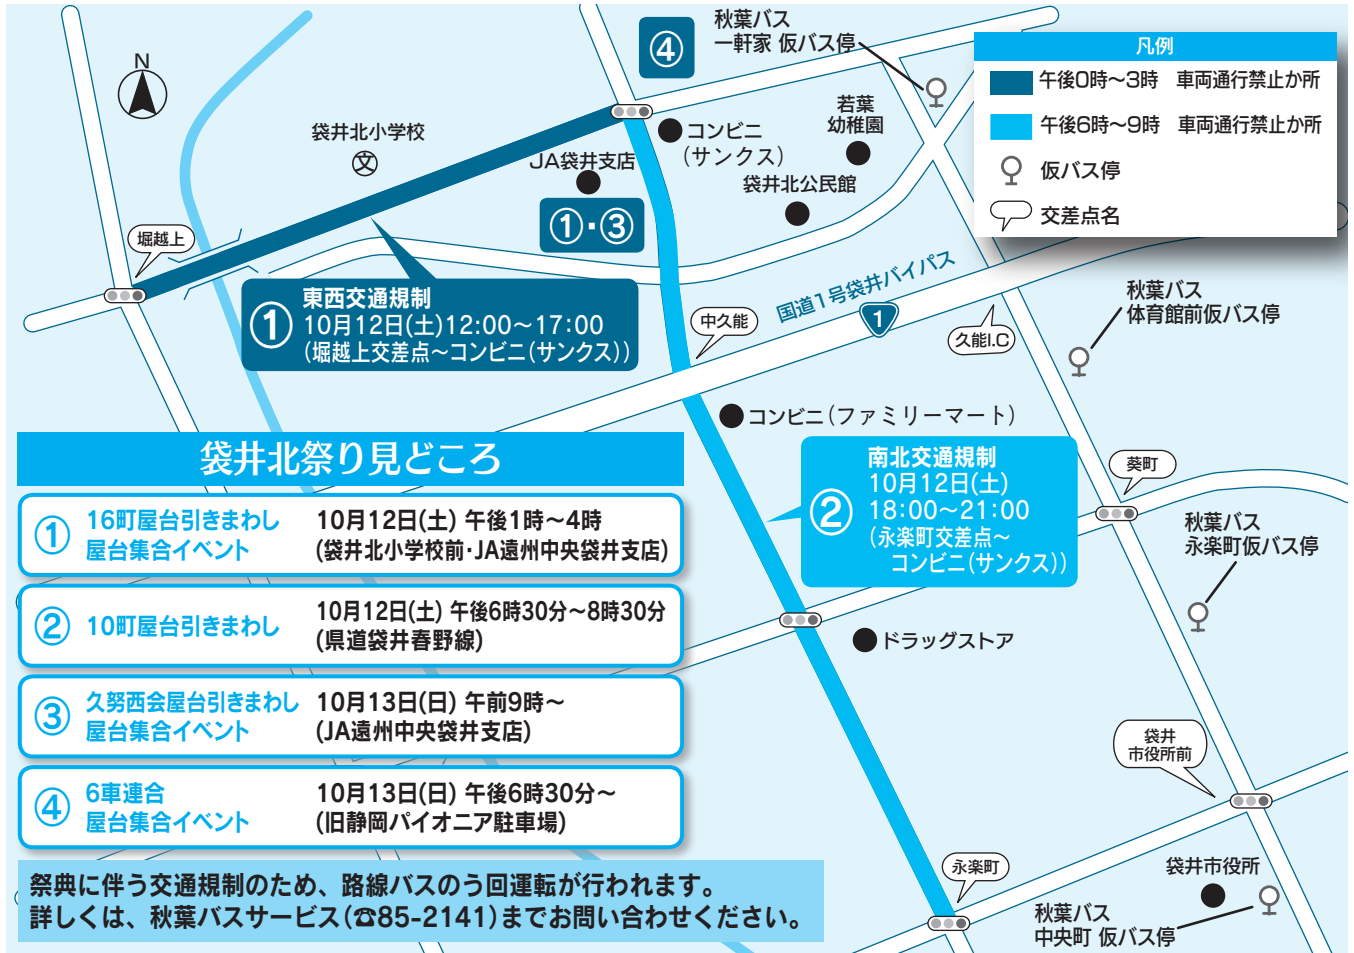 秋葉バス
一軒家 仮バス停
④
凡例
午後0時～3時　車両通行禁止か所
午後6時～9時　車両通行禁止か所
仮バス停
交差点名
N
袋井北小学校
文
コンビニ
(サンクス)
若葉
幼稚園
JA袋井支店
袋井北公民館
①・③
堀越上
① 東西交通規制
10月12日(土)12:00～17:00
(堀越上交差点～コンビニ(サンクス))
中久能
国道1号袋井バイパス
1
久能I.C
秋葉バス
体育館前仮バス停
コンビニ(ファミリーマート)
② 南北交通規制
10月12日(土)
18:00～21:00
(永楽町交差点～
コンビニ(サンクス))
葵町
秋葉バス
永楽町仮バス停
ドラッグストア
袋井
市役所前
永楽町
袋井市役所
秋葉バス
中央町 仮バス停
袋井北祭り見どころ
① 16町屋台引きまわし 10月12日(土) 午後1時～4時
屋台集合イベント (袋井北小学校前・JA遠州中央袋井支店)
② 10町屋台引きまわし 10月12日(土) 午後6時30分～8時30分
(県道袋井春野線)
③ 久努西会屋台引きまわし 10月13日(日) 午前9時～
屋台集合イベント (JA遠州中央袋井支店)
④ 6車連合 10月13日(日) 午後6時30分～
屋台集合イベント (旧静岡パイオニア駐車場)
祭典に伴う交通規制のため、路線バスのう回運転が行われます。
詳しくは、秋葉バスサービス(☎85-2141)までお問い合わせください。